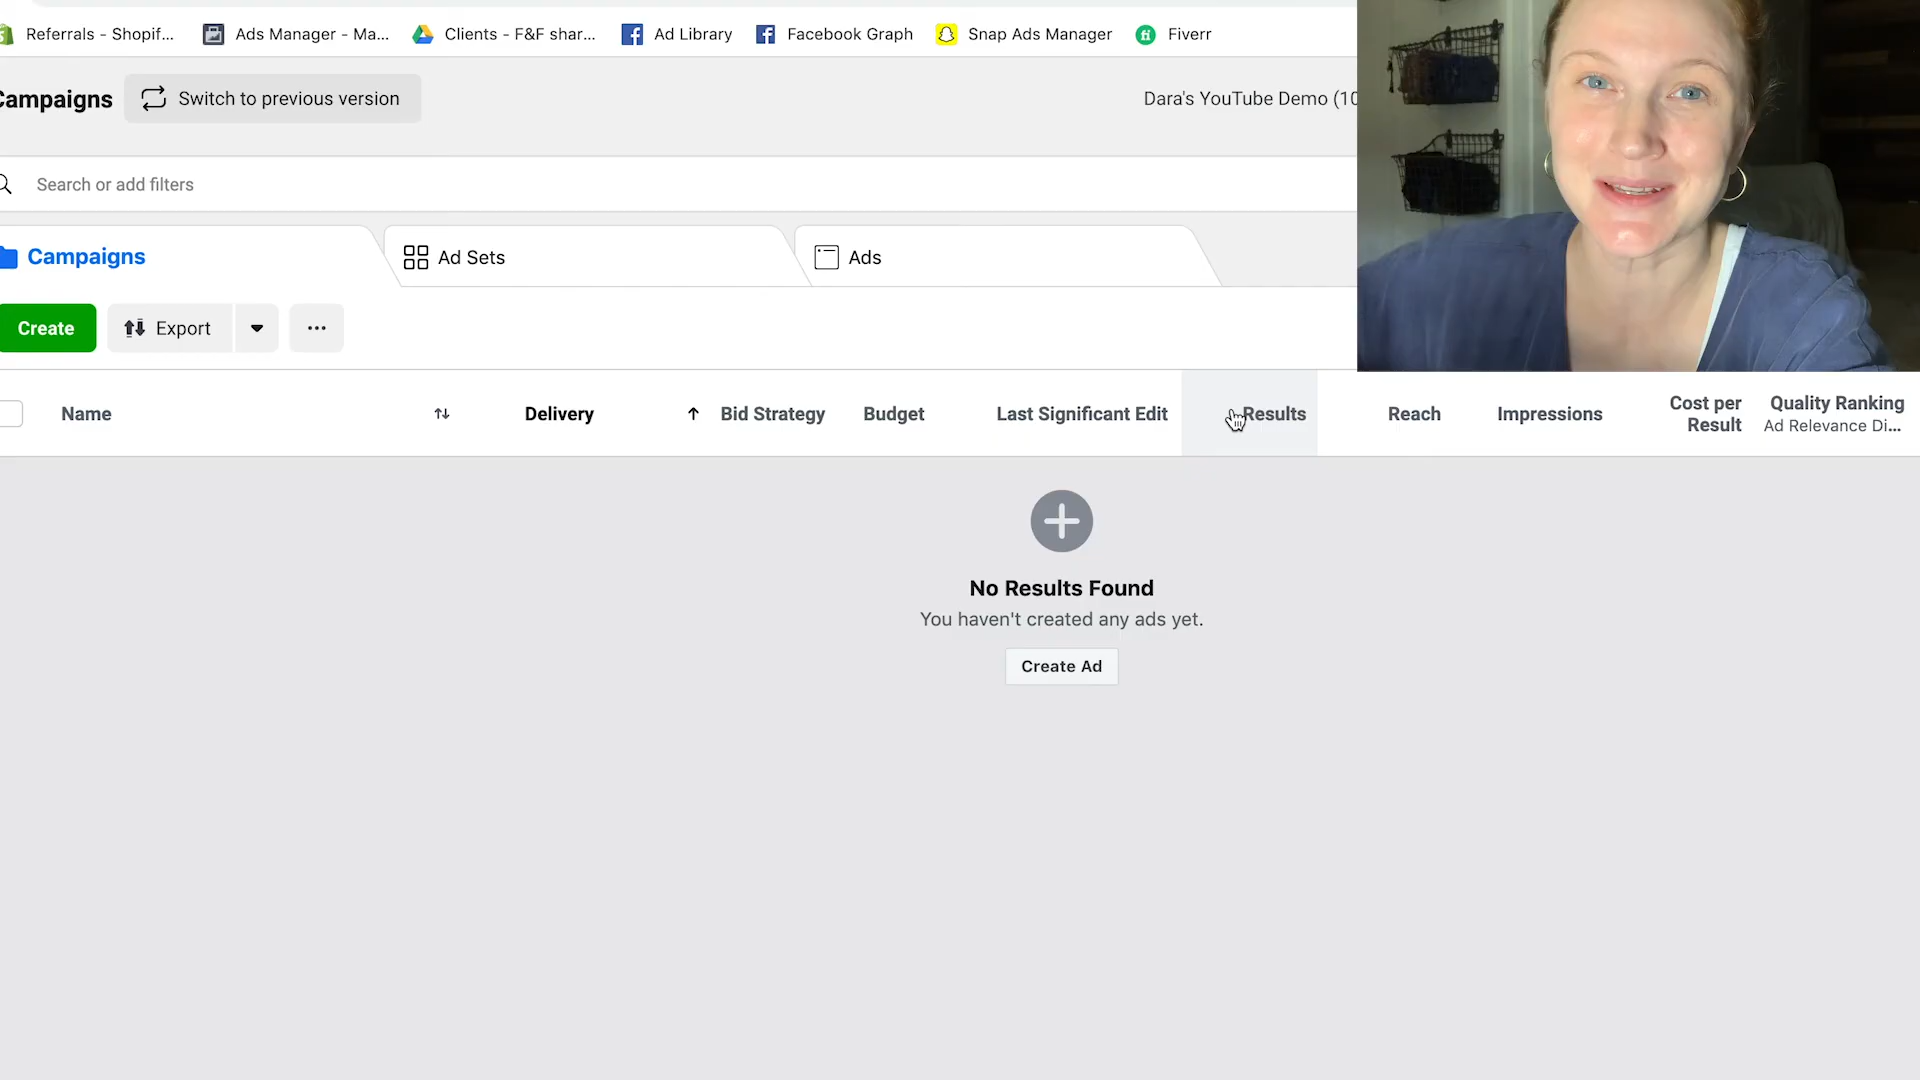 Referrals - Shopif... Ads Manager - Ma... Clients - F&F shar... Ad Library Facebook Graph Snap Ads Manager Fiverr
Campaigns Switch to previous version Dara's YouTube Demo (10
Search or add filters
Campaigns Ad Sets Ads
Create Export ...
Name Delivery Bid Strategy Budget Last Significant Edit Results Reach Impressions Cost per Result Quality Ranking
Ad Relevance Di...
No Results Found
You haven't created any ads yet.
Create Ad